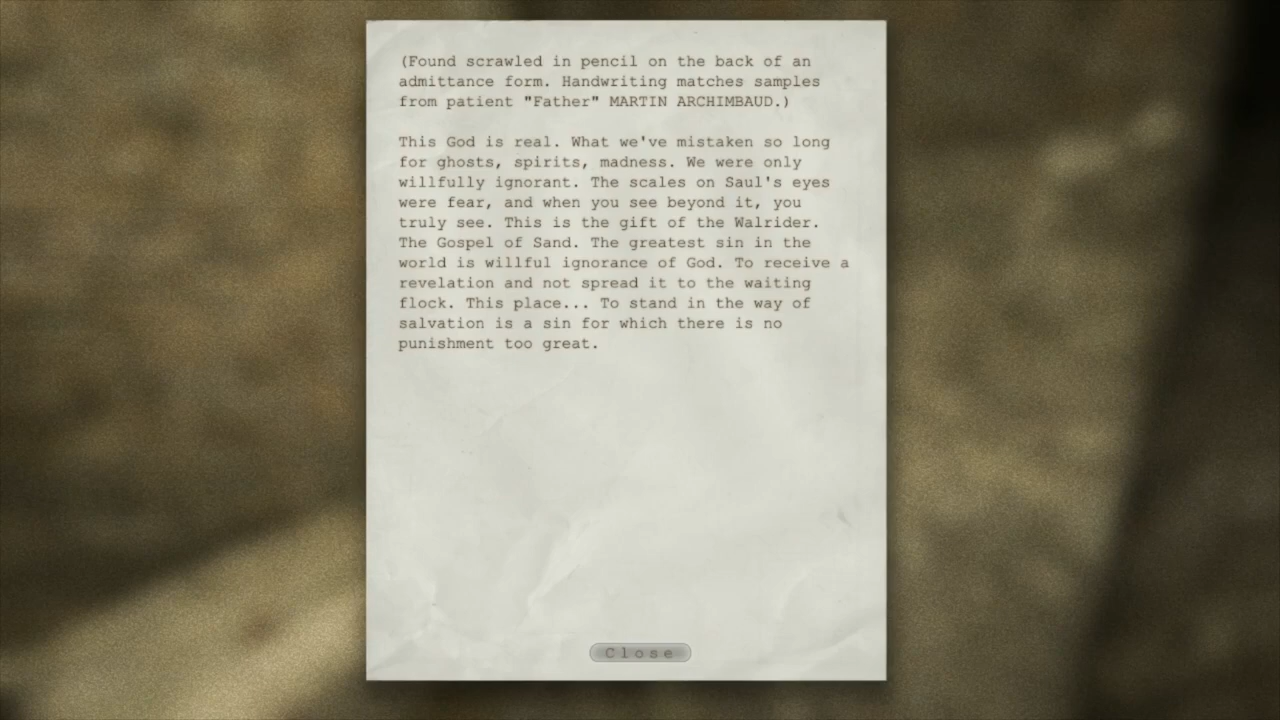 (Found scrawled in pencil on the back of an
admittance form. Handwriting matches samples
from patient "Father" MARTIN ARCHIMBAUD.)
This God is real. What we've mistaken so long
for ghosts, spirits, madness. We were only
willfully ignorant. The scales on Saul's eyes
were fear, and when you see beyond it, you
truly see. This is the gift of the Walrider.
The Gospel of Sand. The greatest sin in the
world is willful ignorance of God. To receive a
revelation and not spread it to the waiting
flock. This place... To stand in the way of
salvation is a sin for which there is no
punishment too great.
Close